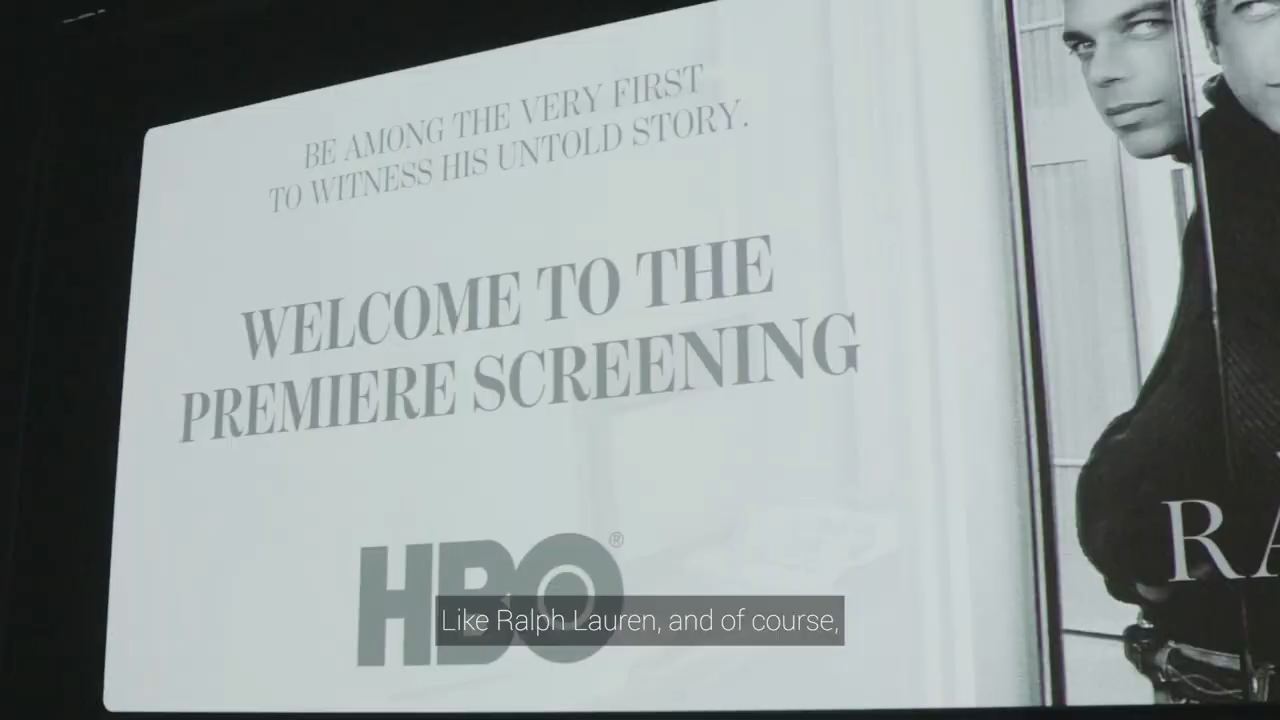 BE AMONG THE VERY FIRST
TO WITNESS HIS UNTOLD STORY.
WELCOME TO THE
PREMIERE SCREENING
HBO®
RA
Like Ralph Lauren, and of course,